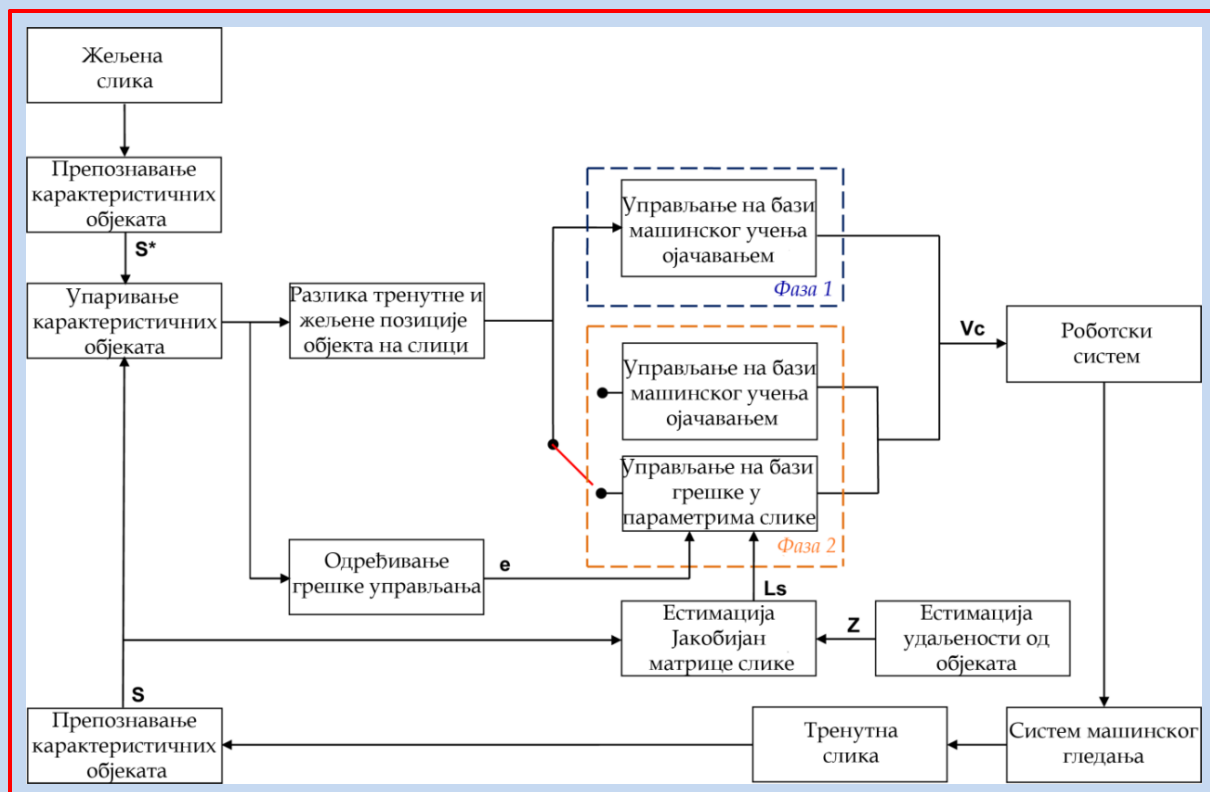 Жељена
слика
Препознавање
карактеристичних
објеката
S*
Упаривање
карактеристичних
објеката
Разлика тренутне и
жељене позиције
објекта на слици
Управљање на бази
машинског учења
ојачавањем
Фаза 1
Управљање на бази
машинског учења
ојачавањем
Управљање на бази
грешке у
параметрима слике
Фаза 2
Vc
Роботски
систем
Одређивање
грешке управљања
e
Ls
Естимација
Јакобијан
матрице слике
Z
Естимација
удаљености од
објеката
S
Препознавање
карактеристичних
објеката
Тренутна
слика
Систем машинског
гледања